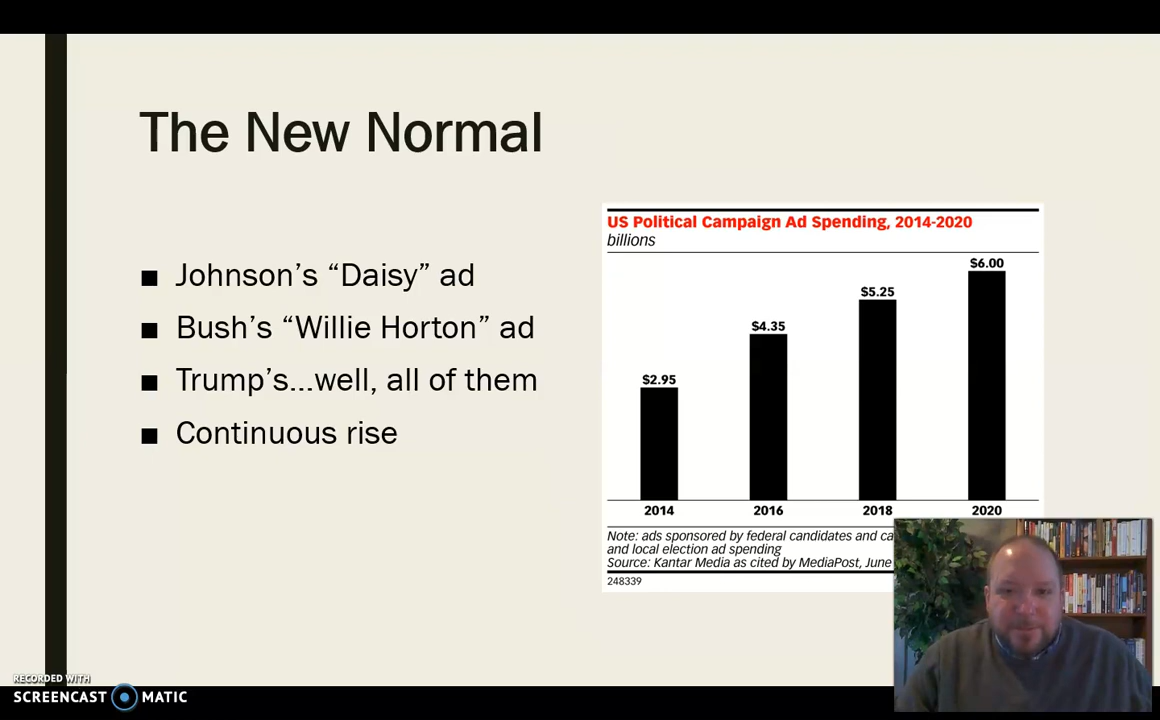 The New Normal
■ Johnson’s “Daisy” ad
■ Bush’s “Willie Horton” ad
■ Trump’s...well, all of them
■ Continuous rise
US Political Campaign Ad Spending, 2014-2020
billions
$2.95
$4.35
$5.25
$6.00
2014
2016
2018
2020
Note: ads sponsored by federal candidates and
and local election ad spending
Source: Kantar Media as cited by MediaPost, June
248339
RECORDED WITH
SCREENCAST MATIC